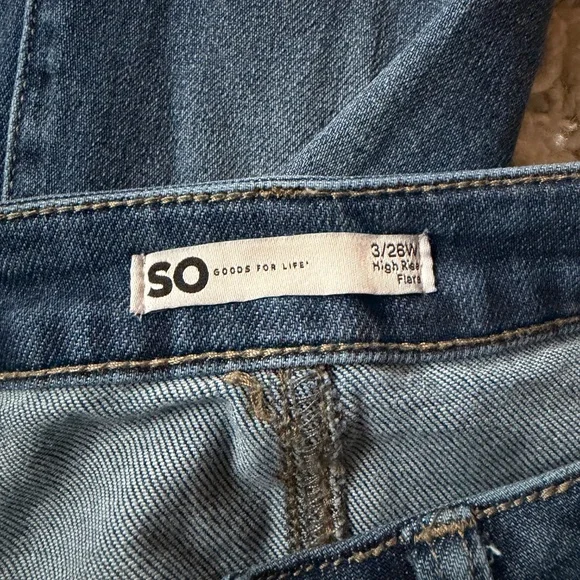 SO GOODS FOR LIFE®
3/26W
High Rise
Flare